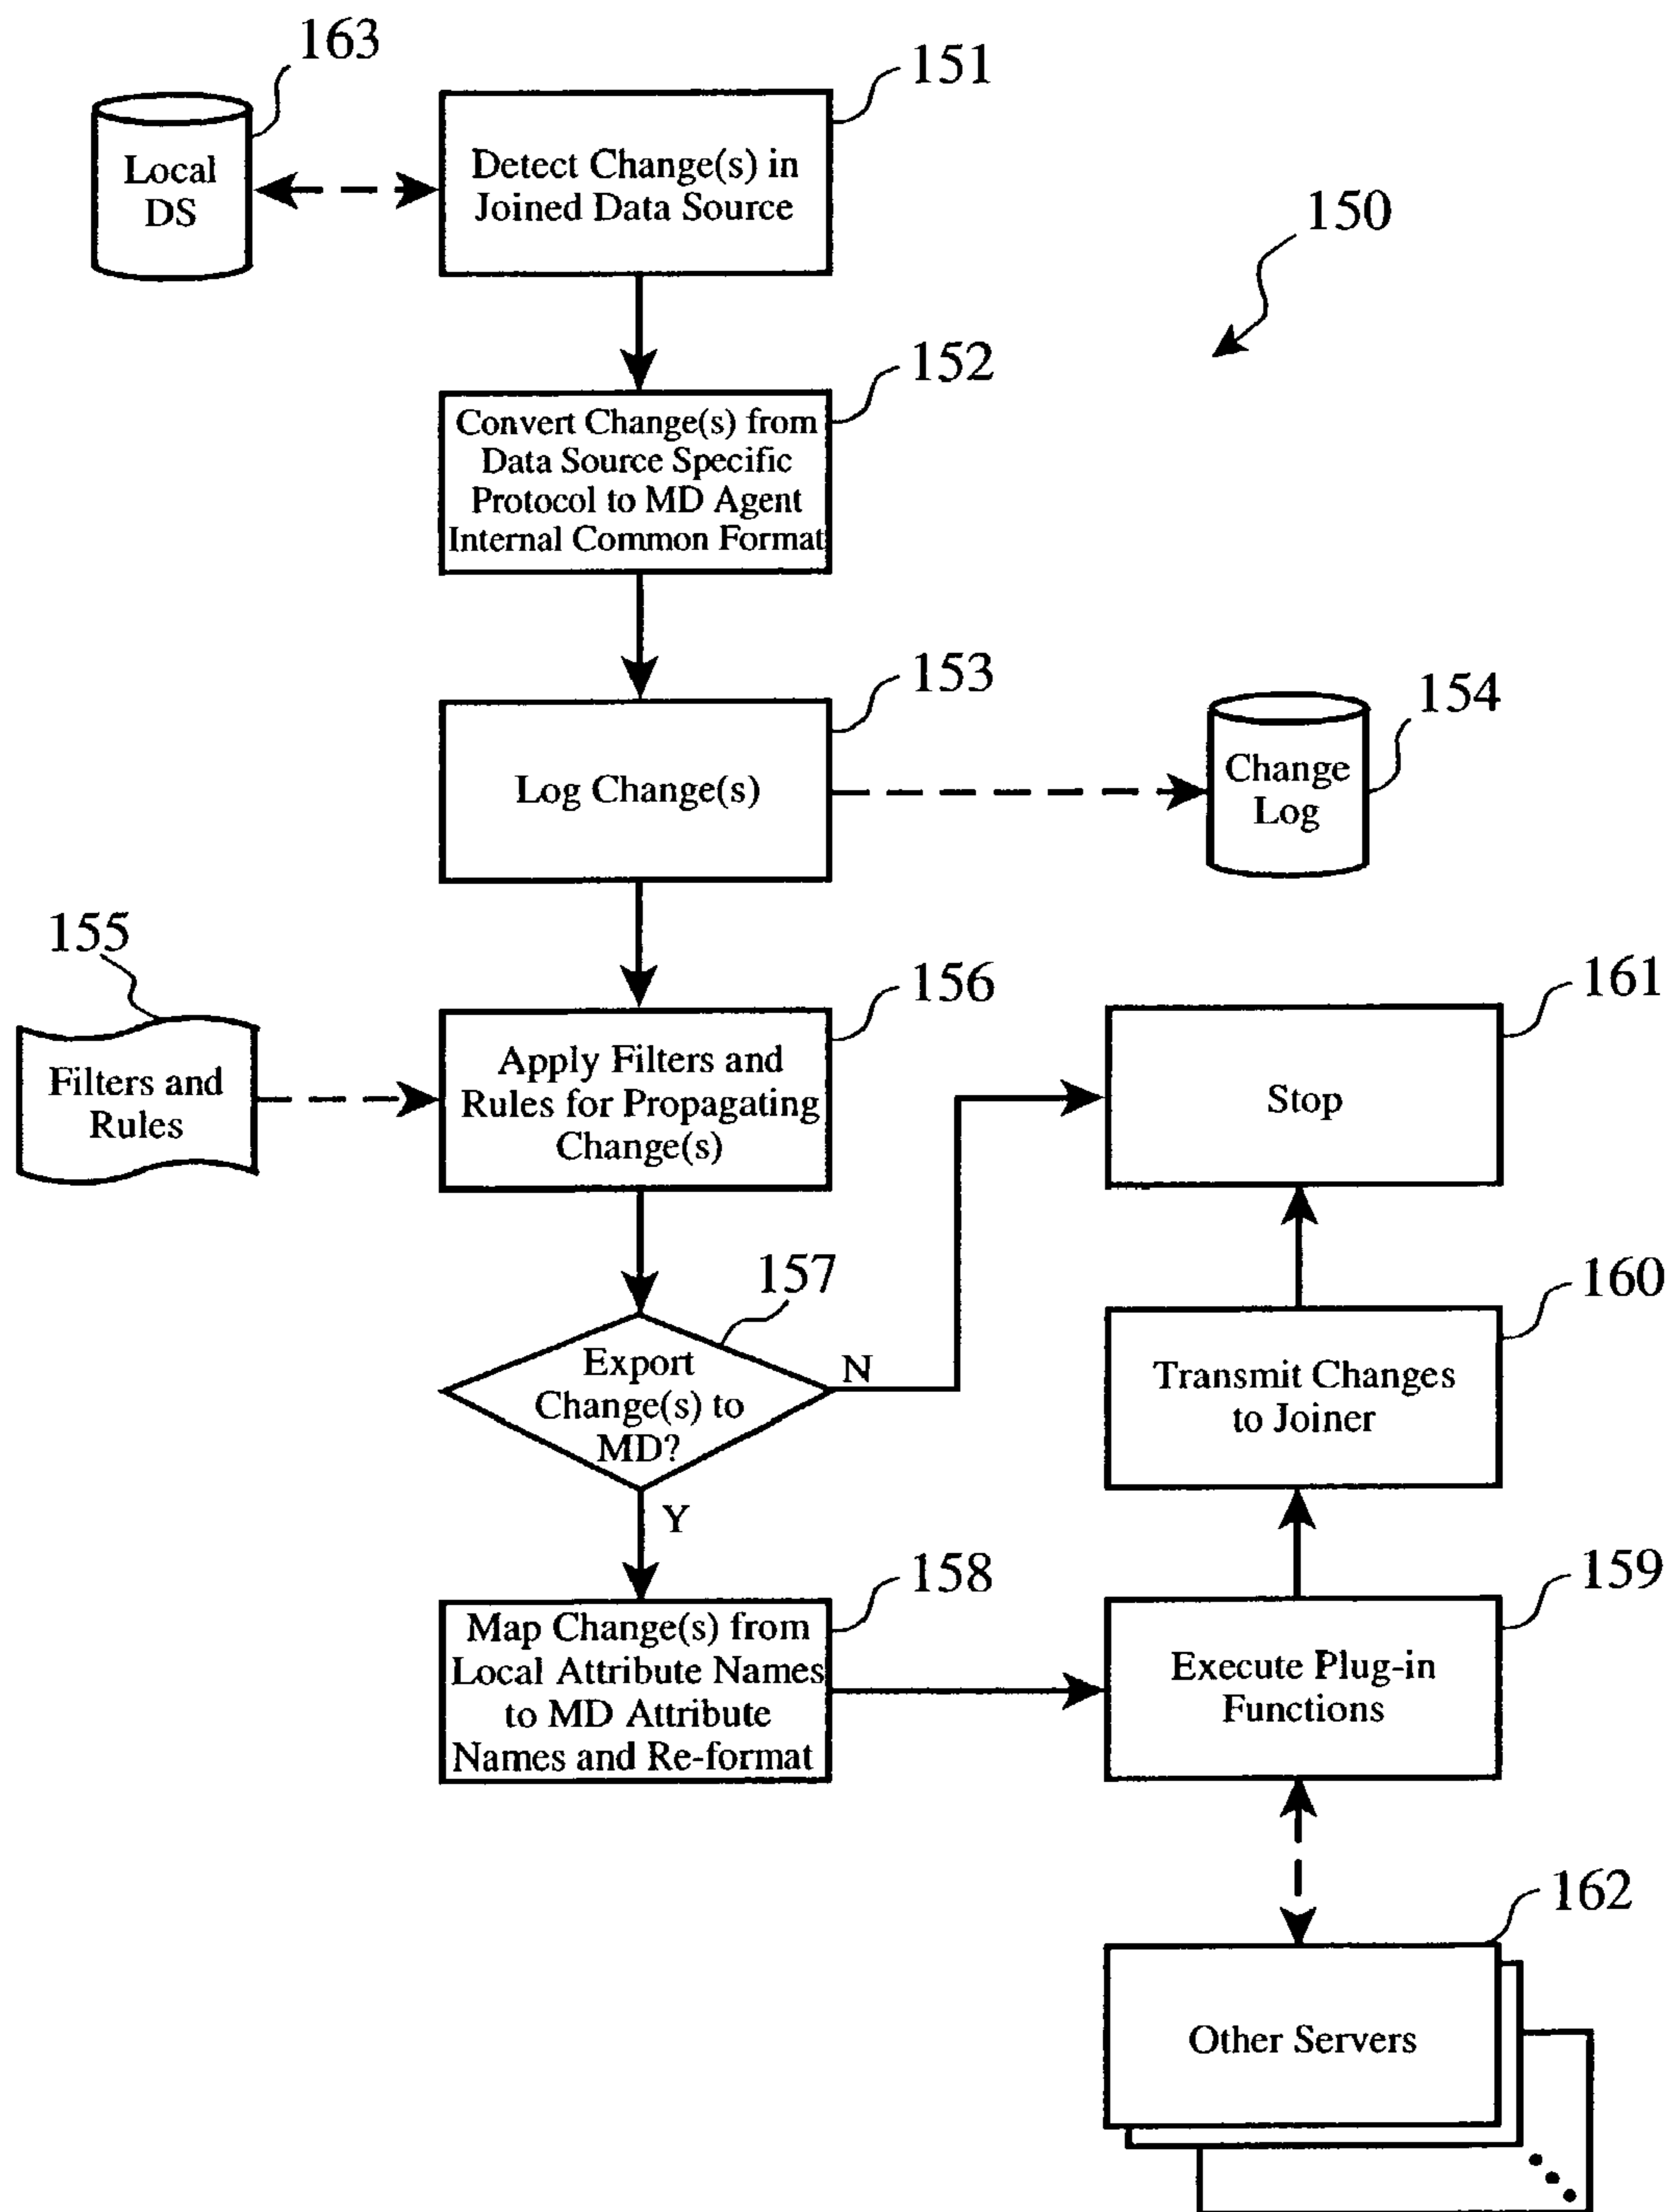 163
151
Local
DS
Detect Change(s) in
Joined Data Source
150
152
Convert Change(s) from
Data Source Specific
Protocol to MD Agent
Internal Common Format
153
154
Log Change(s)
Change
Log
155
156
161
Filters and
Rules
Apply Filters and
Rules for Propagating
Change(s)
Stop
157
160
Export
Change(s) to
MD?
N
Y
Transmit Changes
to Joiner
158
159
Map Change(s) from
Local Attribute Names
to MD Attribute
Names and Re-format
Execute Plug-in
Functions
162
Other Servers